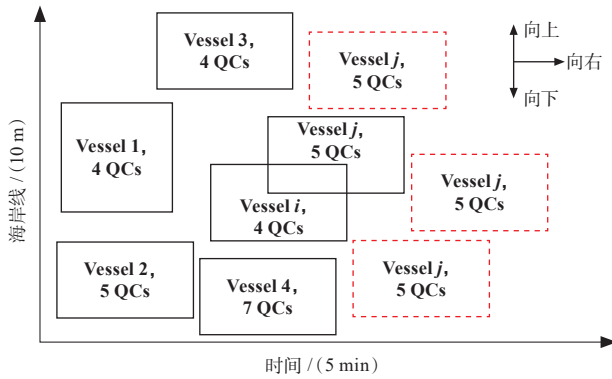 Vessel 3,
4 QCs
Vessel j,
5 QCs
向上
向右
向下
Vessel 1,
4 QCs
Vessel j,
5 QCs
Vessel j,
5 QCs
Vessel i,
4 QCs
Vessel 2,
5 QCs
Vessel 4,
7 QCs
Vessel j,
5 QCs
海岸线/(10 m)
时间/(5 min)